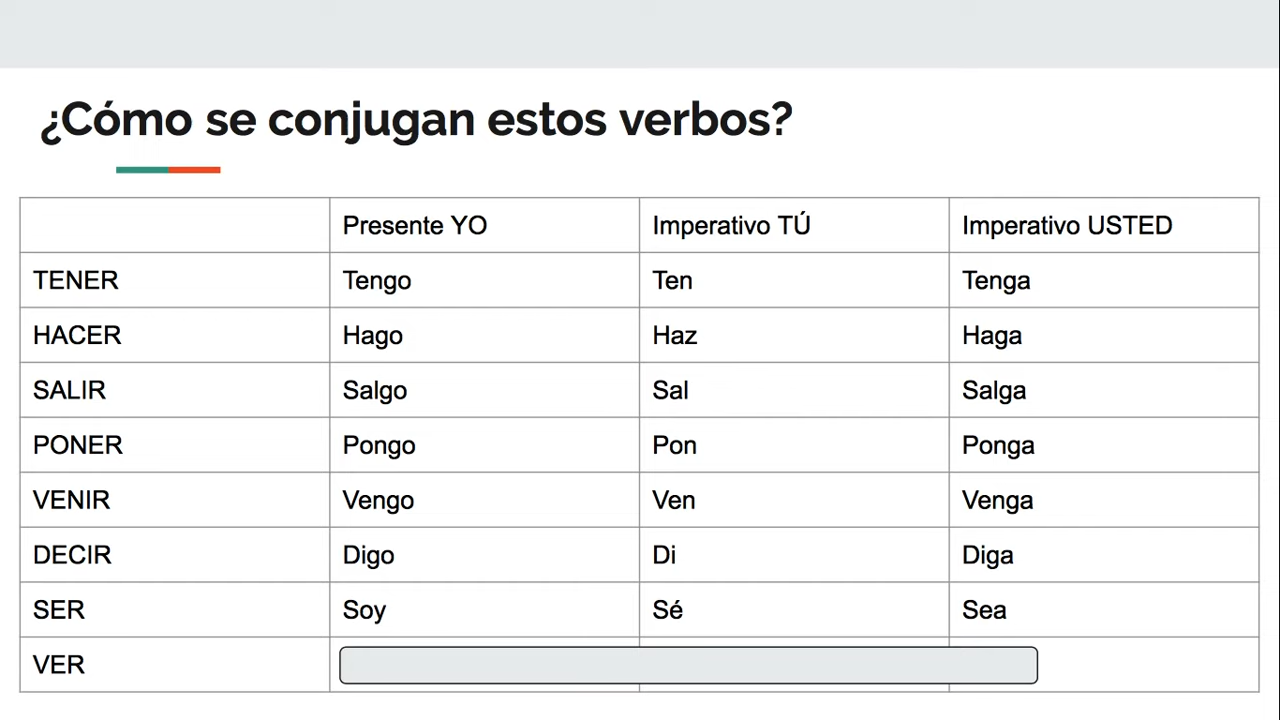 ¿Cómo se conjugan estos verbos?
Presente YO Imperativo TÚ Imperativo USTED
TENER Tengo Ten Tenga
HACER Hago Haz Haga
SALIR Salgo Sal Salga
PONER Pongo Pon Ponga
VENIR Vengo Ven Venga
DECIR Digo Di Diga
SER Soy Sé Sea
VER